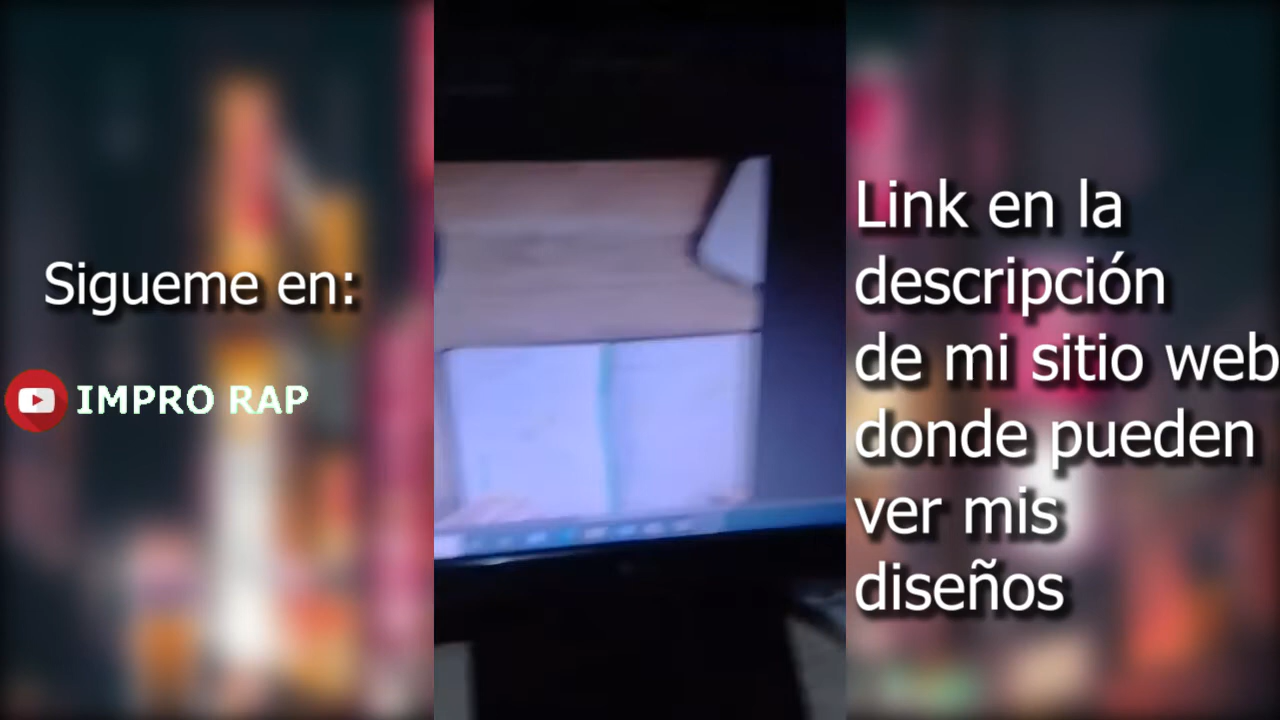 Sigueme en:
IMPRO RAP
Link en la
descripción
de mi sitio web
donde pueden
ver mis
diseños